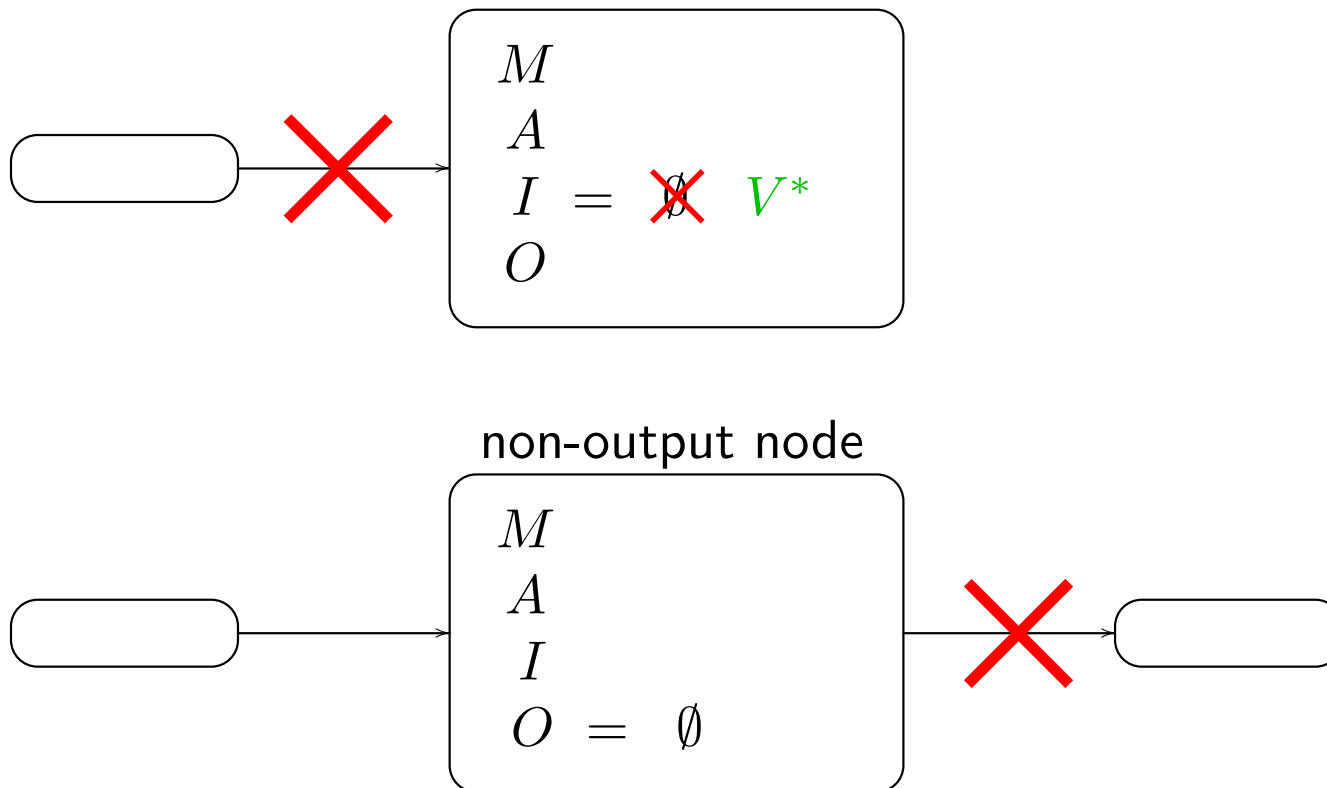 M
A
I = ∅ V*
O
non-output node
M
A
I
O = ∅